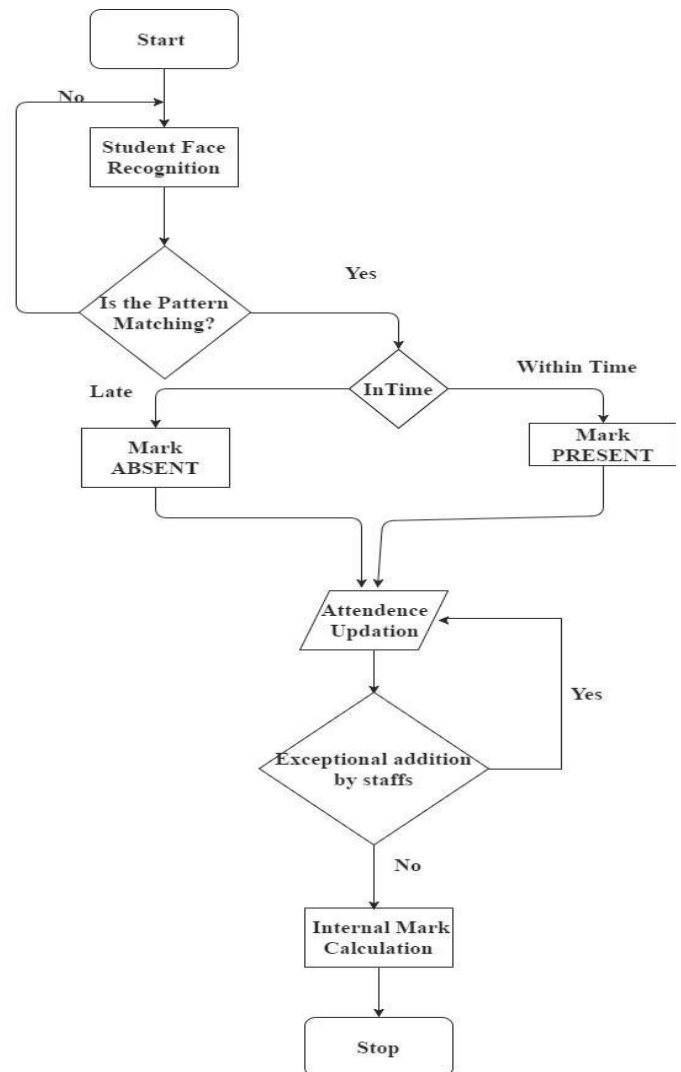 Start
No
Student Face
Recognition
Yes
Is the Pattern
Matching?
Within Time
InTime
Late
Mark
ABSENT
Mark
PRESENT
Attendence
Updation
Yes
Exceptional addition
by staffs
No
Internal Mark
Calculation
Stop